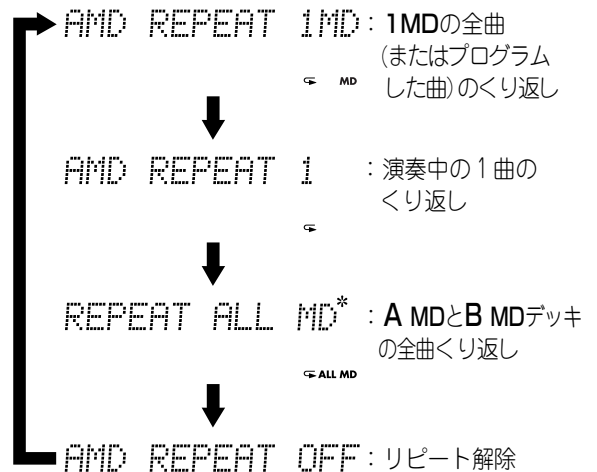 AMD REPEAT 1MD : 1MDの全曲
(またはプログラム
MD した曲)のくり返し
AMD REPEAT 1 : 演奏中の1曲の
くり返し
REPEAT ALL MD* : A MDとB MDデッキ
の全曲くり返し
ALL MD
AMD REPEAT OFF : リピート解除